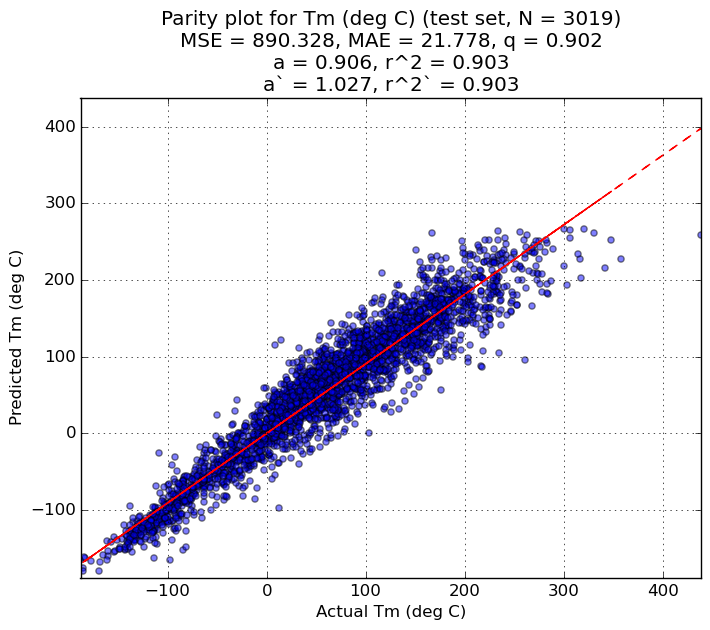 Parity plot for Tm (deg C) (test set, N = 3019)
MSE = 890.328, MAE = 21.778, q = 0.902
a = 0.906, r^2 = 0.903
a` = 1.027, r^2` = 0.903
400
300
200
100
0
−100
Predicted Tm (deg C)
−100 0 100 200 300 400
Actual Tm (deg C)